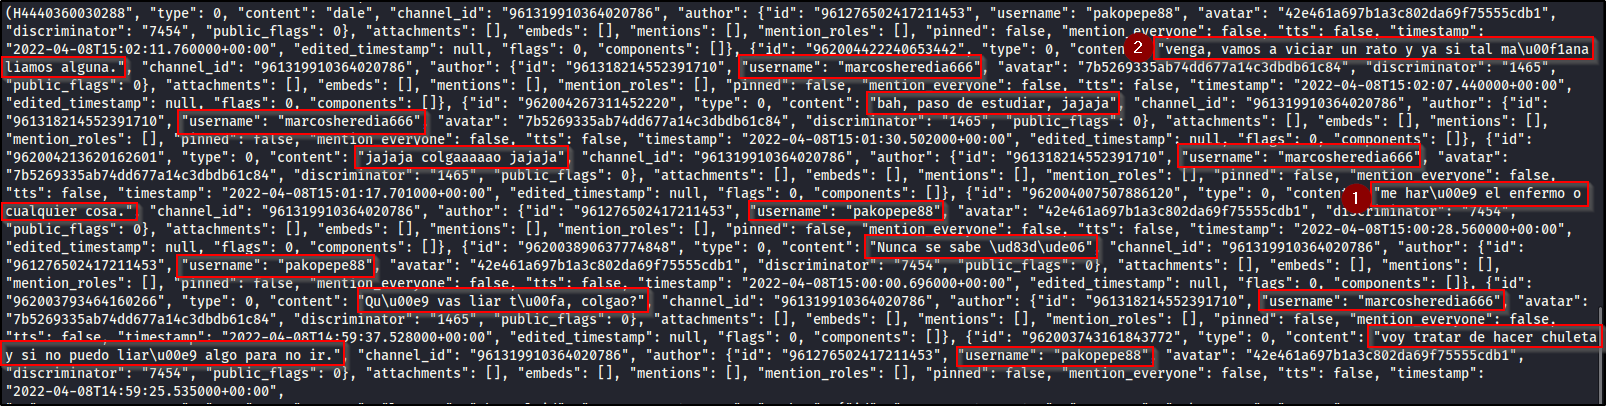 (H4440360030288", "type": 0, "content": "dale", "channel_id": "961319910364020786", "author": {"id": "961276502417211453", "username": "pakopepe88", "avatar": "42e461a697b1a3c802da69f75555cdb1",
"discriminator": "7454", "public_flags": 0}, "attachments": [], "embeds": [], "mentions": [], "mention_roles": [], "pinned": false, "mention_everyone": false, "tts": false, "timestamp":
"2022-04-08T15:02:11.760000+00:00", "edited_timestamp": null, "flags": 0, "components": []}, {"id": "962004422240653442", "type": 0, "content": 2 "venga, vamos a viciar un rato y ya si tal ma\u00f1ana
liamos alguna.", "channel_id": "961319910364020786", "author": {"id": "961318214552391710", "username": "marcosheredia666", "avatar": "7b5269335ab74dd677a14c3dbdb61c84", "discriminator": "1465",
"public_flags": 0}, "attachments": [], "embeds": [], "mentions": [], "mention_roles": [], "pinned": false, "mention_everyone": false, "tts": false, "timestamp": "2022-04-08T15:02:07.440000+00:00",
"edited_timestamp": null, "flags": 0, "components": []}, {"id": "962004267311452220", "type": 0, "content": "bah, paso de estudiar, jajaja", "channel_id": "961319910364020786", "author": {"id":
"961318214552391710", "username": "marcosheredia666", "avatar": "7b5269335ab74dd677a14c3dbdb61c84", "discriminator": "1465", "public_flags": 0}, "attachments": [], "embeds": [], "mentions": [],
"mention_roles": [], "pinned": false, "mention_everyone": false, "tts": false, "timestamp": "2022-04-08T15:01:30.502000+00:00", "edited_timestamp": null, "flags": 0, "components": []}, {"id":
"962004213620162601", "type": 0, "content": "jajaja colgaaaaao jajaja", "channel_id": "961319910364020786", "author": {"id": "961318214552391710", "username": "marcosheredia666", "avatar":
"7b5269335ab74dd677a14c3dbdb61c84", "discriminator": "1465", "public_flags": 0}, "attachments": [], "embeds": [], "mentions": [], "mention_roles": [], "pinned": false, "mention_everyone": false,
"tts": false, "timestamp": "2022-04-08T15:01:17.701000+00:00", "edited_timestamp": null, "flags": 0, "components": []}, {"id": "962004007507886120", "type": 0, "content": 1 "me har\u00e9 el enfermo o
cualquier cosa.", "channel_id": "961319910364020786", "author": {"id": "961276502417211453", "username": "pakopepe88", "avatar": "42e461a697b1a3c802da69f75555cdb1", "discriminator": "7454",
"public_flags": 0}, "attachments": [], "embeds": [], "mentions": [], "mention_roles": [], "pinned": false, "mention_everyone": false, "tts": false, "timestamp": "2022-04-08T15:00:28.560000+00:00",
"edited_timestamp": null, "flags": 0, "components": []}, {"id": "962003890637774848", "type": 0, "content": "Nunca se sabe \ud83d\ude06", "channel_id": "961319910364020786", "author": {"id":
"961276502417211453", "username": "pakopepe88", "avatar": "42e461a697b1a3c802da69f75555cdb1", "discriminator": "7454", "public_flags": 0}, "attachments": [], "embeds": [], "mentions": [],
"mention_roles": [], "pinned": false, "mention_everyone": false, "tts": false, "timestamp": "2022-04-08T15:00:00.696000+00:00", "edited_timestamp": null, "flags": 0, "components": []}, {"id":
"962003793464160266", "type": 0, "content": "Qu\u00e9 vas liar t\u00fa, colgao?", "channel_id": "961319910364020786", "author": {"id": "961318214552391710", "username": "marcosheredia666", "avatar":
"7b5269335ab74dd677a14c3dbdb61c84", "discriminator": "1465", "public_flags": 0}, "attachments": [], "embeds": [], "mentions": [], "mention_roles": [], "pinned": false, "mention_everyone": false,
"tts": false, "timestamp": "2022-04-08T14:59:37.528000+00:00", "edited_timestamp": null, "flags": 0, "components": []}, {"id": "962003743161843772", "type": 0, "content": "voy tratar de hacer chuleta
y si no puedo liar\u00e9 algo para no ir.", "channel_id": "961319910364020786", "author": {"id": "961276502417211453", "username": "pakopepe88", "avatar": "42e461a697b1a3c802da69f75555cdb1",
"discriminator": "7454", "public_flags": 0}, "attachments": [], "embeds": [], "mentions": [], "mention_roles": [], "pinned": false, "mention_everyone": false, "tts": false, "timestamp":
"2022-04-08T14:59:25.535000+00:00",